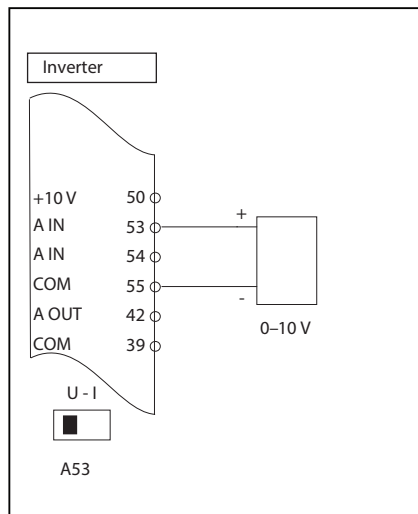 Inverter
+10 V 50
A IN 53 +
A IN 54
COM 55 -
A OUT 42
0–10 V
COM 39
U - I
A53